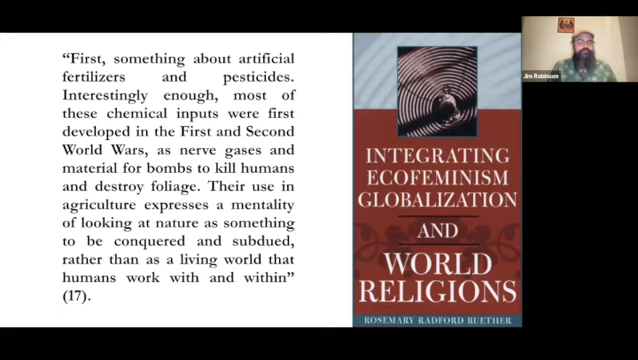 “First, something about artificial
fertilizers and pesticides.
Interestingly enough, most of
these chemical inputs were first
developed in the First and Second
World Wars, as nerve gases and
material for bombs to kill humans
and destroy foliage. Their use in
agriculture expresses a mentality
of looking at nature as something
to be conquered and subdued,
rather than as a living world that
humans work with and within”
(17).
INTEGRATING
ECOFEMINISM
GLOBALIZATION
AND
WORLD
RELIGIONS
ROSEMARY RADFORD RUETHER
Jim Robinson